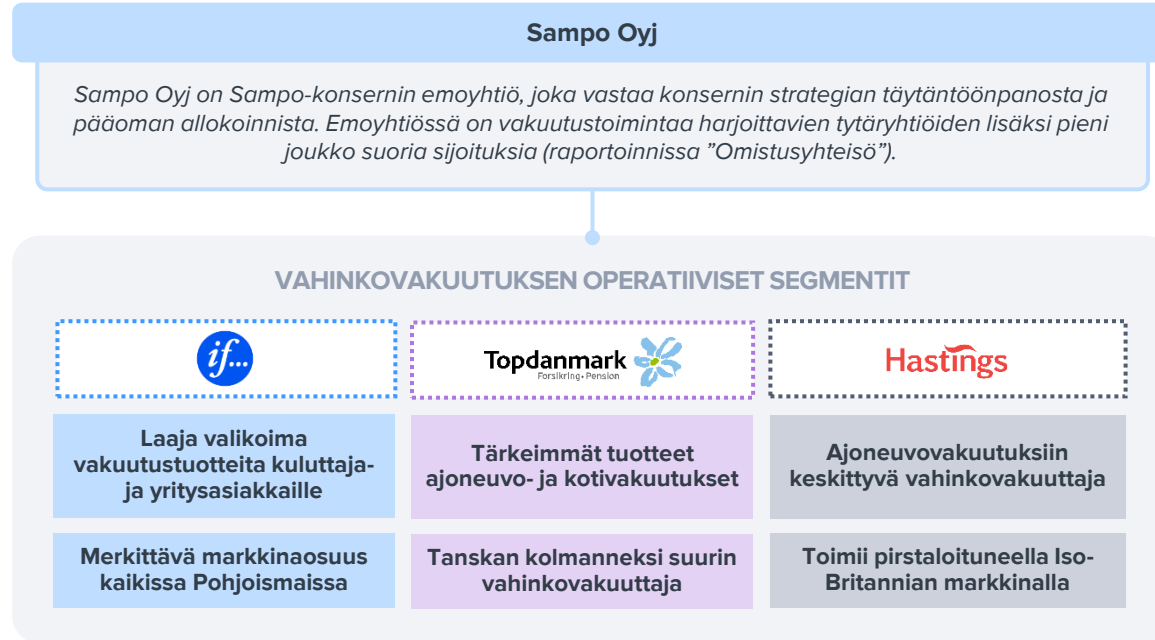 Sampo Oyj
Sampo Oyj on Sampo-konsernin emoyhtiö, joka vastaa konsernin strategian täytäntöönpanosta ja
pääoman allokoinnista. Emoyhtiössä on vakuutustoimintaa harjoittavien tytäryhtiöiden lisäksi pieni
joukko suoria sijoituksia (raportoinnissa ”Omistusyhteisö”).
VAHINKOVAKUUTUKSEN OPERATIIVISET SEGMENTIT
if...
Topdanmark
Forsikring • Pension
Hastings
Laaja valikoima
vakuutustuotteita kuluttaja-
ja yritysasiakkaille
Tärkeimmät tuotteet
ajoneuvo- ja kotivakuutukset
Ajoneuvovakuutuksiin
keskittyvä vahinkovakuuttaja
Merkittävä markkinaosuus
kaikissa Pohjoismaissa
Tanskan kolmanneksi suurin
vahinkovakuuttaja
Toimii pirstaloituneella Iso-
Britannian markkinalla